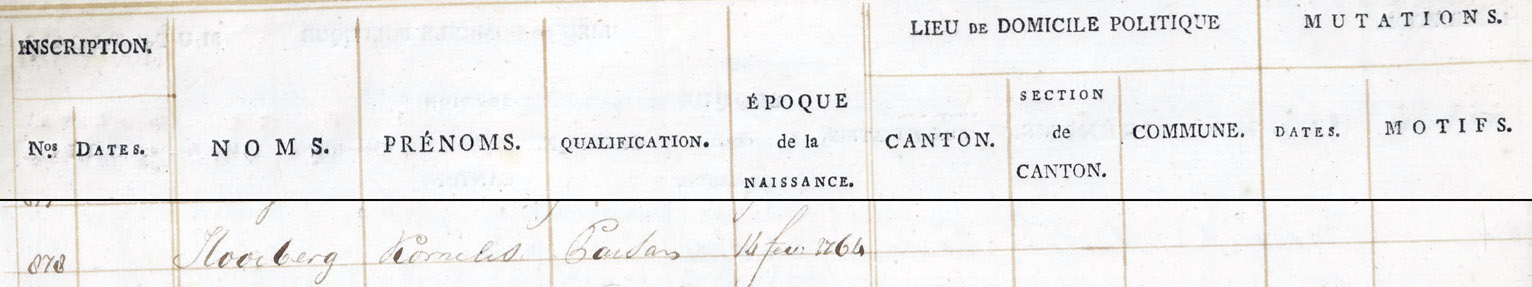 INSCRIPTION. LIEU DE DOMICILE POLITIQUE MUTATIONS.
Nos DATES. NOMS. PRÉNOMS. QUALIFICATION. ÉPOQUE de la NAISSANCE. CANTON. SECTION de CANTON. COMMUNE. DATES. MOTIFS.
878 Hooiberg Kornelis Paisan 14 fev: 1764